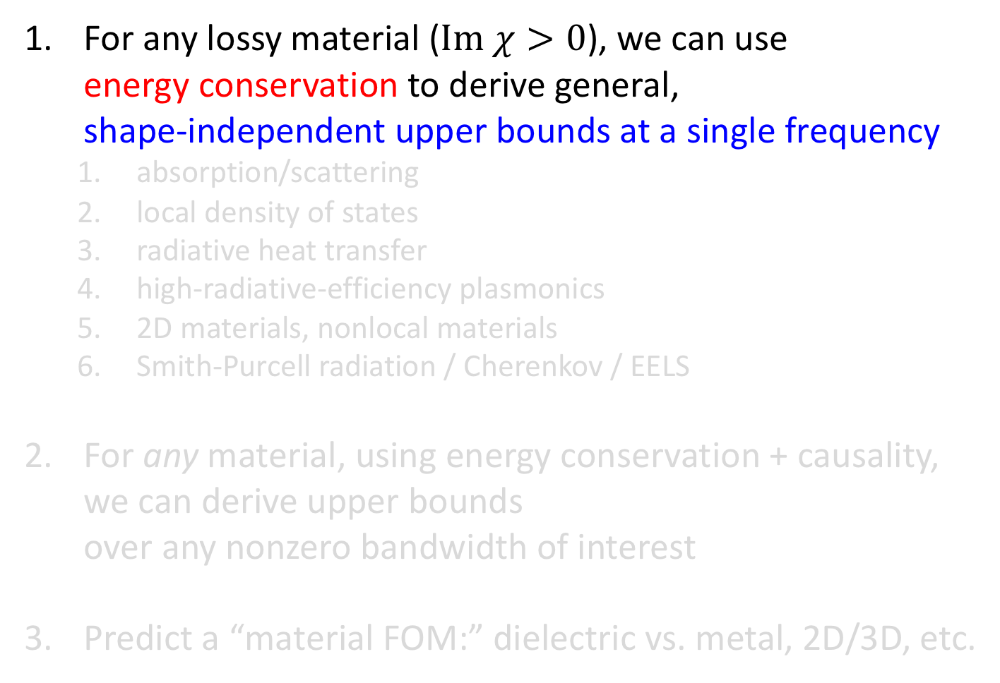 1. For any lossy material (Im χ > 0), we can use
energy conservation to derive general,
shape-independent upper bounds at a single frequency
1. absorption/scattering
2. local density of states
3. radiative heat transfer
4. high-radiative-efficiency plasmonics
5. 2D materials, nonlocal materials
6. Smith-Purcell radiation / Cherenkov / EELS
2. For any material, using energy conservation + causality,
we can derive upper bounds
over any nonzero bandwidth of interest
3. Predict a “material FOM:” dielectric vs. metal, 2D/3D, etc.